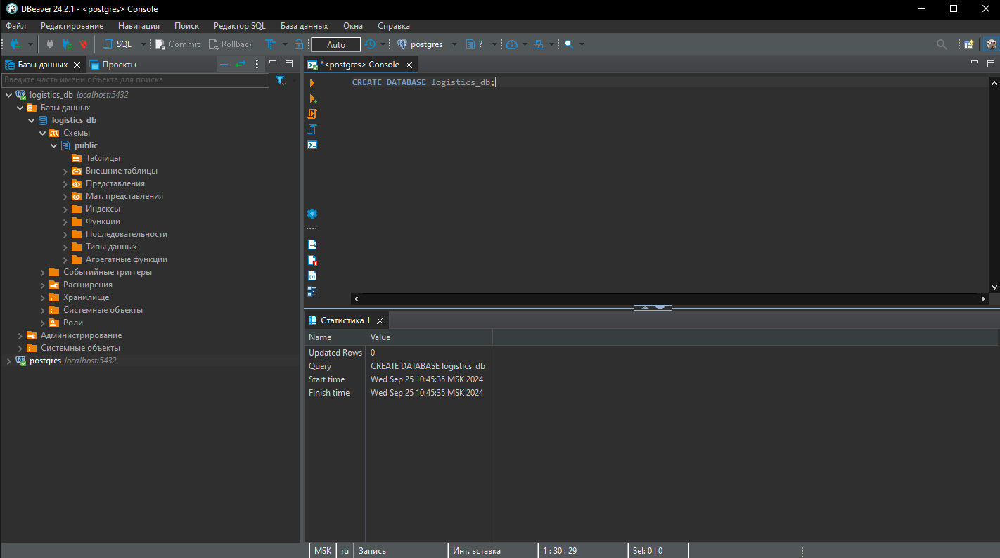 DBeaver 24.2.1 - <postgres> Console
Файл Редактирование Навигация Поиск Редактор SQL База данных Окна Справка
SQL Commit Rollback Auto postgres ?
Базы данных Проекты
Введите часть имени объекта для поиска
logistics_db localhost:5432
Базы данных
logistics_db
Схемы
public
Таблицы
Внешние таблицы
Представления
Мат. представления
Индексы
Функции
Последовательности
Типы данных
Агрегатные функции
Событийные триггеры
Расширения
Хранилище
Системные объекты
Роли
Администрирование
Системные объекты
postgres localhost:5432
*<postgres> Console
CREATE DATABASE logistics_db;
Статистика 1
Name Value
Updated Rows 0
Query CREATE DATABASE logistics_db
Start time Wed Sep 25 10:45:35 MSK 2024
Finish time Wed Sep 25 10:45:35 MSK 2024
MSK ru Запись Инт. вставка 1 : 30 : 29 Sel: 0 | 0